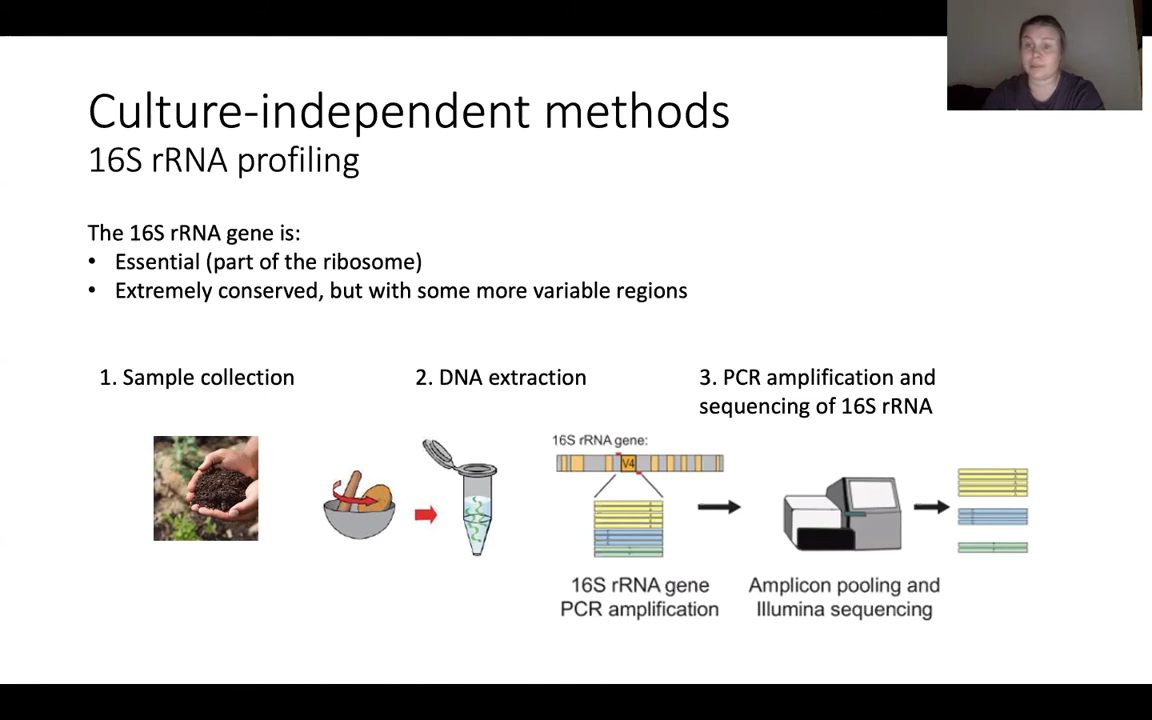 Culture-independent methods
16S rRNA profiling
The 16S rRNA gene is:
• Essential (part of the ribosome)
• Extremely conserved, but with some more variable regions
1. Sample collection
2. DNA extraction
3. PCR amplification and
sequencing of 16S rRNA
16S rRNA gene:
V4
16S rRNA gene
PCR amplification
Amplicon pooling and
Illumina sequencing